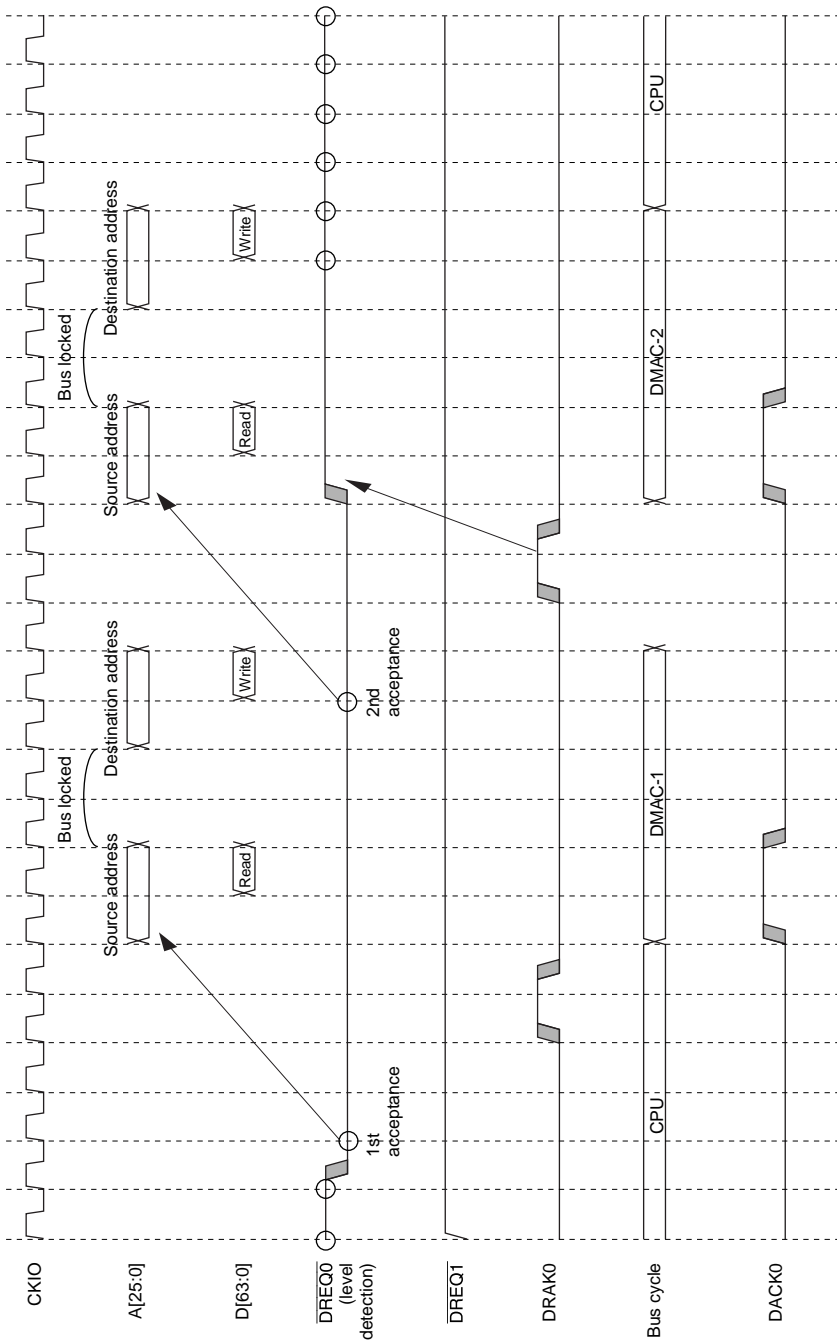 CKIO
Bus locked
Bus locked
A[25:0]
Source address
Destination address
Source address
Destination address
D[63:0]
Read
Write
Read
Write
DREQ0
(level
detection)
1st
acceptance
2nd
acceptance
DREQ1
DRAK0
Bus cycle
CPU
DMAC-1
DMAC-2
CPU
DACK0